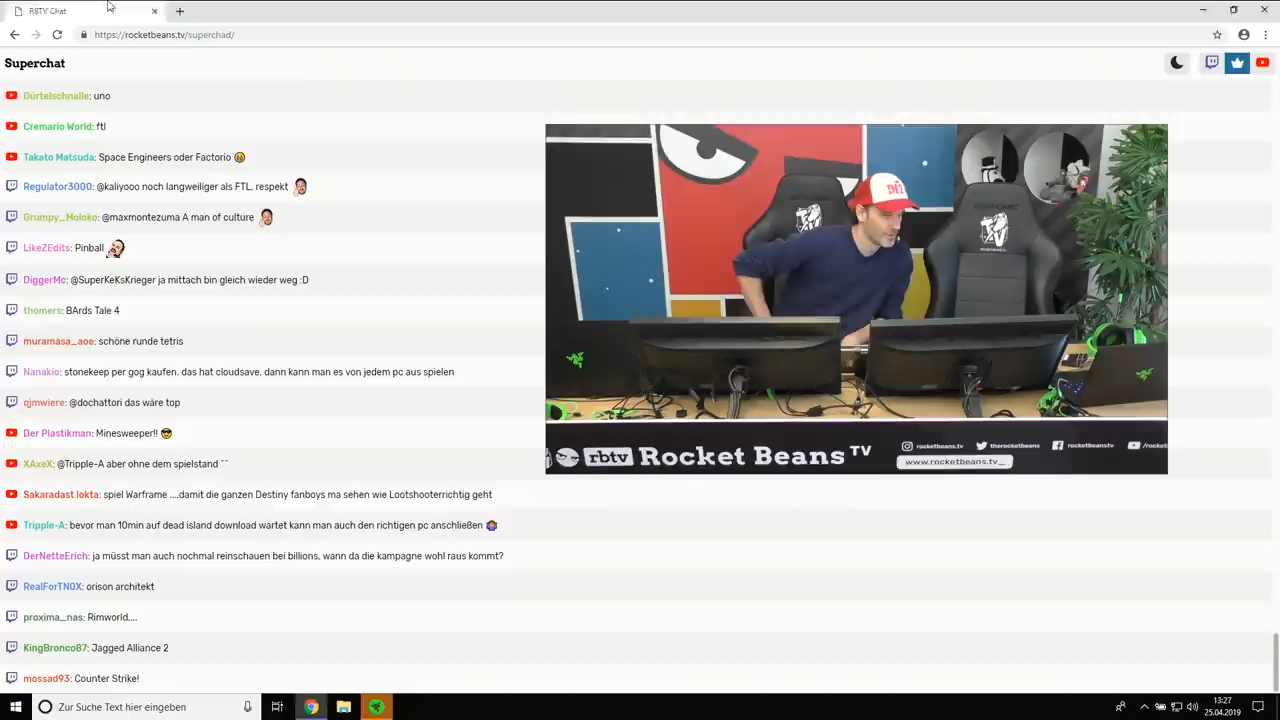 RBTV Chat
https://rocketbeans.tv/superchad/
Superchat
Gürtelschnalle: uno
Cremario World: ftl
Takato Matsuda: Space Engineers oder Factorio
Regulator3000: @kaliyooo noch langweiliger als FTL. respekt
Grumpy_Moloko: @maxmontezuma A man of culture
LikeZEdits: Pinball
DiggerMc: @SuperKeKsKrieger ja mittach bin gleich wieder weg :D
thomers: BArds Tale 4
muramasa_aoe: schöne runde tetris
Nanakio: stonekeep per gog kaufen. das hat cloudsave. dann kann man es von jedem pc aus spielen
qjmwiere: @dochattori das wäre top
Der Plastikman: Minesweeper!!
XAxeX: @Tripple-A aber ohne dem spielstand ^^
Sakaradast Iokta: spiel Warframe ....damit die ganzen Destiny fanboys ma sehen wie Lootshooterrichtig geht
Tripple-A: bevor man 10min auf dead island download wartet kann man auch den richtigen pc anschließen
DerNetteErich: ja müsst man auch nochmal reinschauen bei billions, wann da die kampagne wohl raus kommt?
RealForTN0X: orison architekt
proxima_nas: Rimworld....
KingBronco87: Jagged Alliance 2
mossad93: Counter Strike!
rbtv Rocket Beans TV
rocketbeans.tv therocketbeans rocketbeanstv
www.rocketbeans.tv_
Zur Suche Text hier eingeben
13:27
25.04.2019